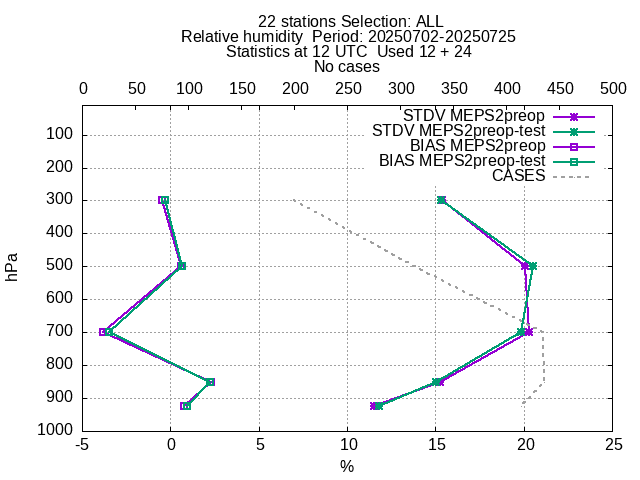 22 stations Selection: ALL
Relative humidity  Period: 20250702-20250725
Statistics at 12 UTC  Used 12 + 24
No cases
0 50 100 150 200 250 300 350 400 450 500
STDV MEPS2preop
STDV MEPS2preop-test
BIAS MEPS2preop
BIAS MEPS2preop-test
CASES
100
200
300
400
500
600
700
800
900
1000
hPa
-5 0 5 10 15 20 25
%